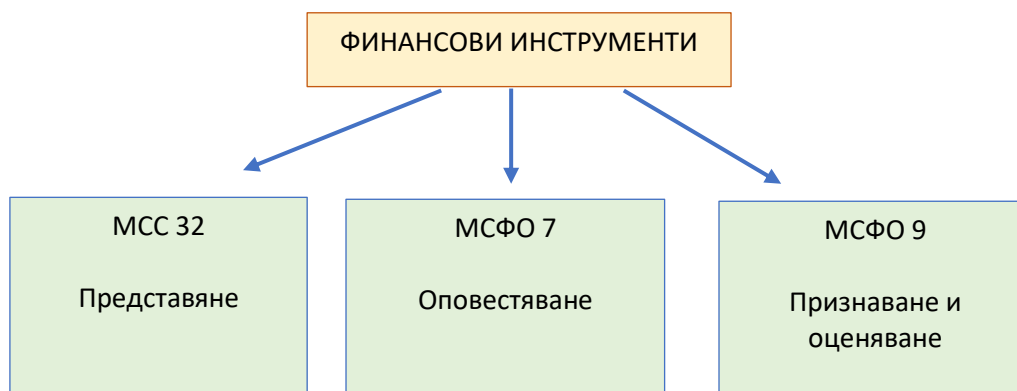 ФИНАНСОВИ ИНСТРУМЕНТИ
МСС 32
Представяне
МСФО 7
Оповестяване
МСФО 9
Признаване и
оценяване